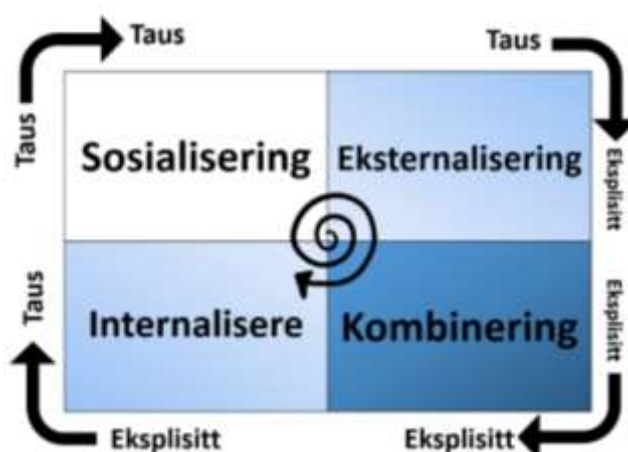 Taus
Taus
Taus
Eksplisitt
Sosialisering
Eksternalisering
Internalisere
Kombinering
Taus
Eksplisitt
Eksplisitt
Eksplisitt